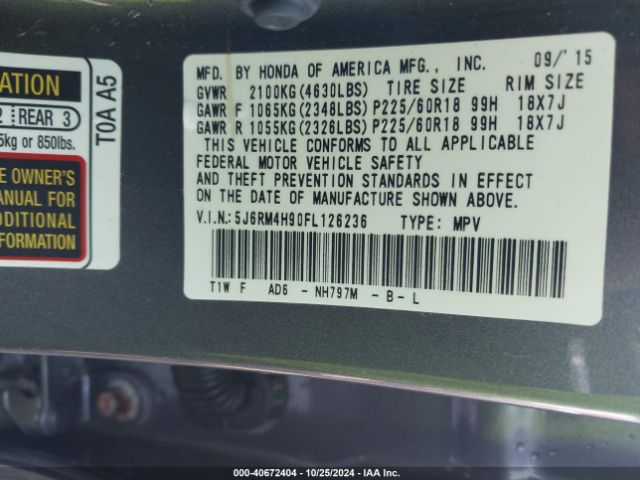 ATION
2 REAR 3
5kg or 850lbs.
E OWNER'S
ANUAL FOR
DDITIONAL
FORMATION
T0A A5
MFD. BY HONDA OF AMERICA MFG., INC. 09/'15
GVWR 2100KG(4630LBS) TIRE SIZE RIM SIZE
GAWR F 1065KG(2348LBS)P225/60R18 99H 18X7J
GAWR R 1055KG(2326LBS)P225/60R18 99H 18X7J
THIS VEHICLE CONFORMS TO ALL APPLICABLE
FEDERAL MOTOR VEHICLE SAFETY
AND THEFT PREVENTION STANDARDS IN EFFECT
ON THE DATE OF MANUFACTURE SHOWN ABOVE.
V.I.N.:5J6RM4H90FL126236 TYPE: MPV
T1W F AD6 - NH797M - B - L
000-40672404 | 10/25/2024 - IAA Inc.